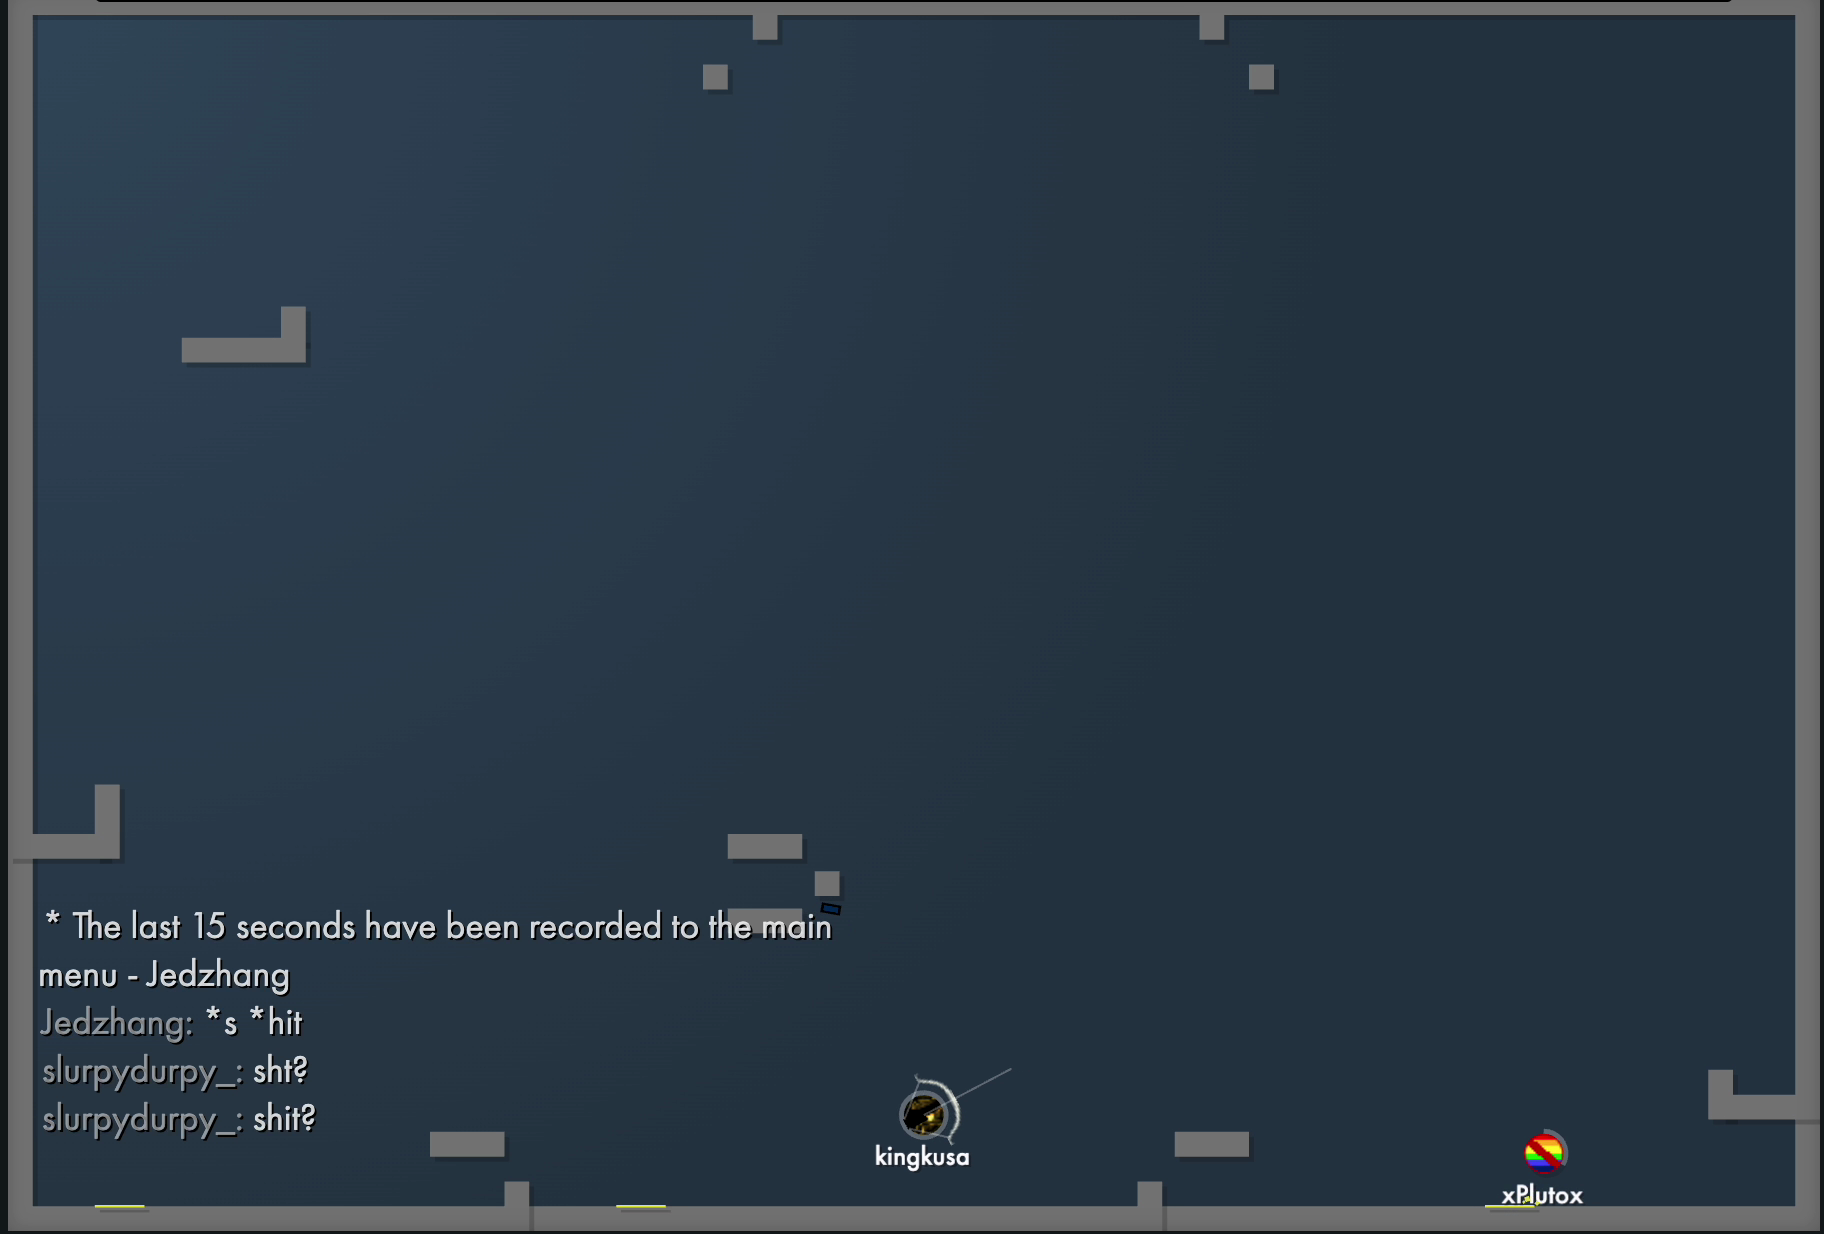 * The last 15 seconds have been recorded to the main
menu - Jedzhang
Jedzhang: *s *hit
slurpydurpy_: sht?
slurpydurpy_: shit?
kingkusa
xPlutox